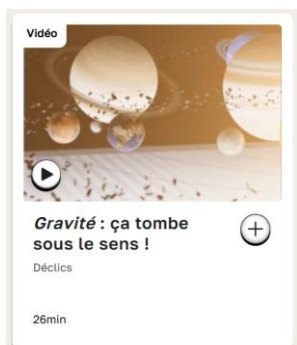 Vidéo
Gravité : ça tombe
sous le sens !
Déclics
26min